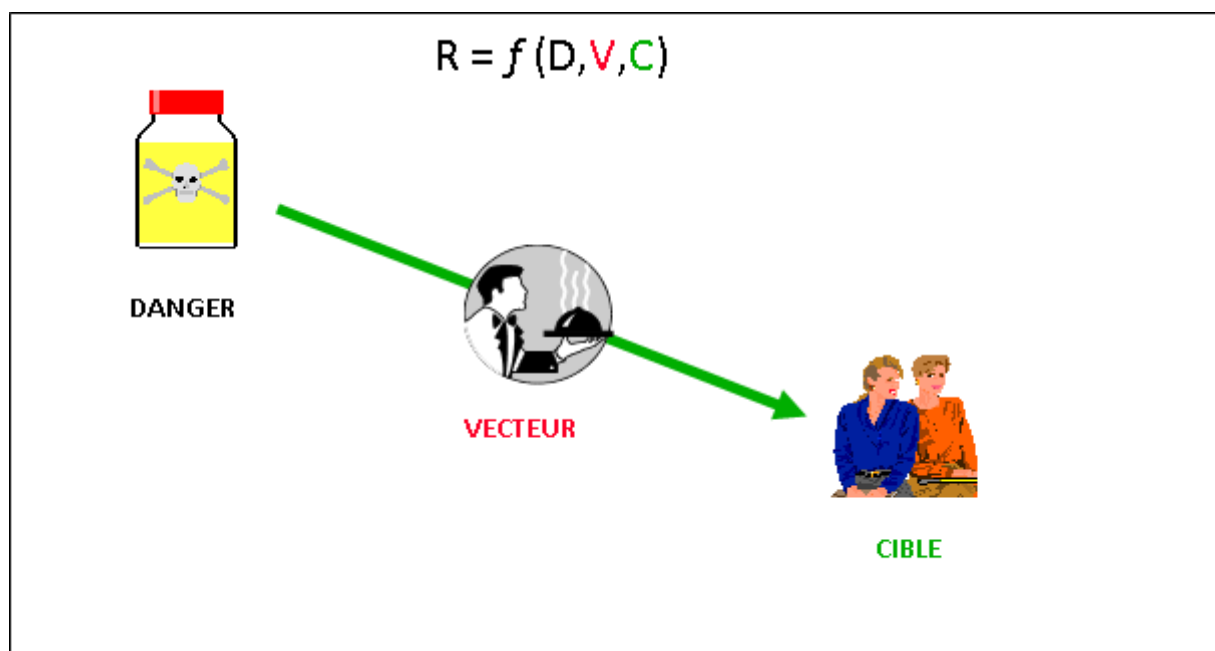 R = f (D,V,C)
DANGER
VECTEUR
CIBLE